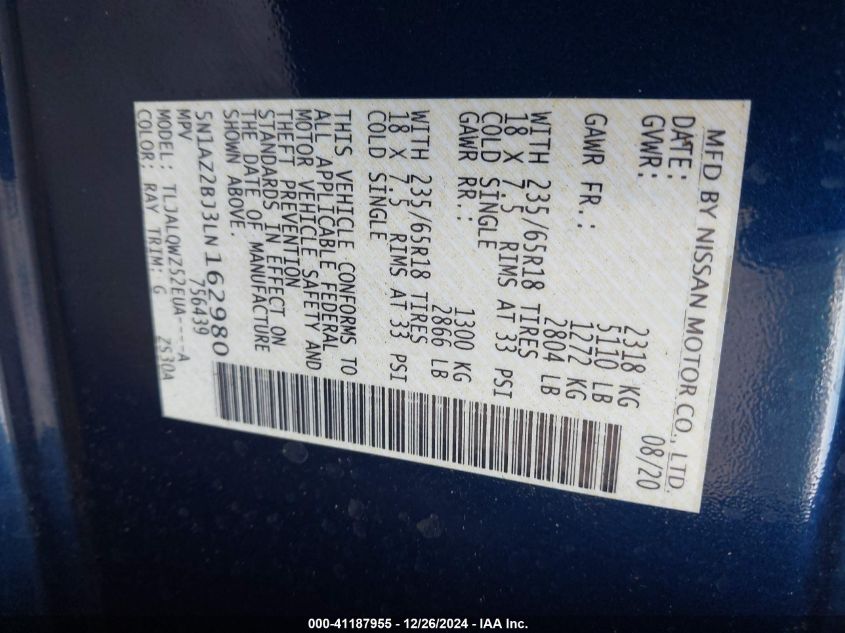 MFD BY NISSAN MOTOR CO., LTD.
DATE: 08/20
GVWR: 2318 KG
5110 LB
GAWR FR.: 1272 KG
2804 LB
WITH 235/65R18 TIRES
18 X 7.5 RIMS AT 33 PSI
COLD SINGLE
GAWR RR.: 1300 KG
2866 LB
WITH 235/65R18 TIRES
18 X 7.5 RIMS AT 33 PSI
COLD SINGLE
THIS VEHICLE CONFORMS TO
ALL APPLICABLE FEDERAL
MOTOR VEHICLE SAFETY AND
THEFT PREVENTION
STANDARDS IN EFFECT ON
THE DATE OF MANUFACTURE
SHOWN ABOVE.
5N1AZ2BJ3LN162980
MPV 756439
MODEL: TLJALQWZ52EUA----A
COLOR: RAY TRIM: G ZS30A
000-41187955 - 12/26/2024 - IAA Inc.